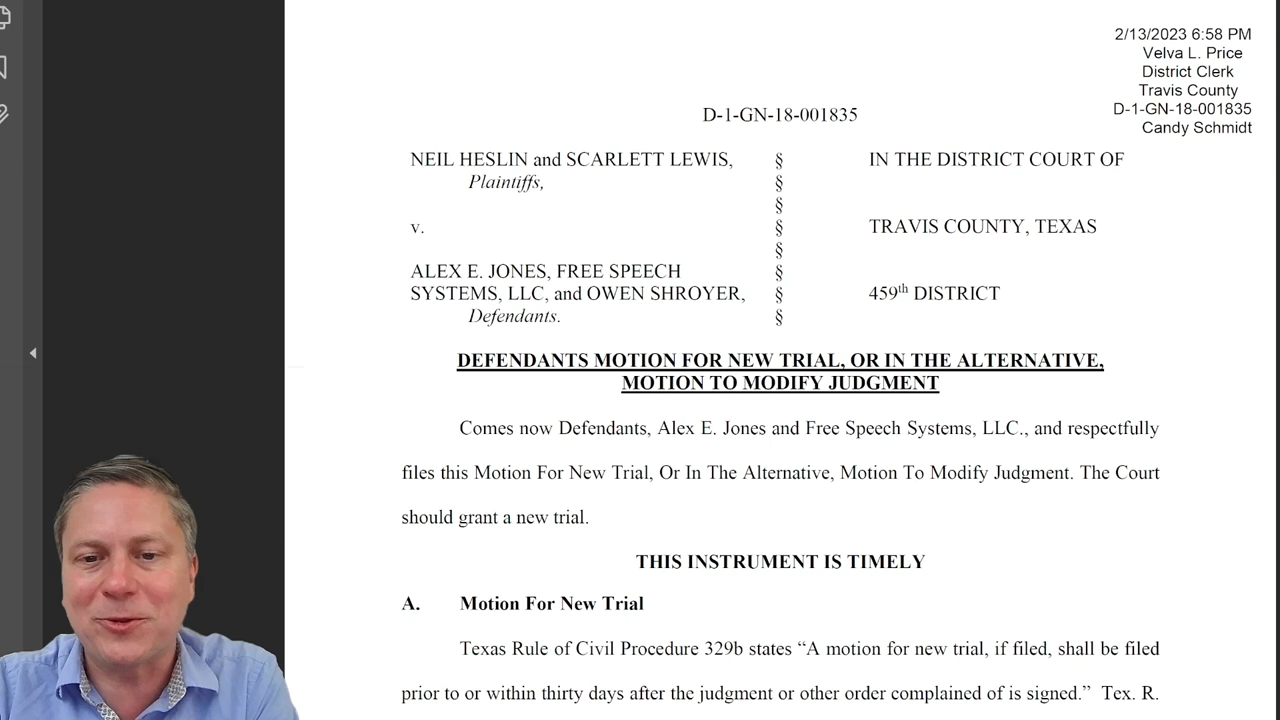 2/13/2023 6:58 PM
Velva L. Price
District Clerk
Travis County
D-1-GN-18-001835
Candy Schmidt
D-1-GN-18-001835
NEIL HESLIN and SCARLETT LEWIS, § IN THE DISTRICT COURT OF
Plaintiffs, §
§
v. § TRAVIS COUNTY, TEXAS
§
ALEX E. JONES, FREE SPEECH §
SYSTEMS, LLC, and OWEN SHROYER, § 459th DISTRICT
Defendants. §
DEFENDANTS MOTION FOR NEW TRIAL, OR IN THE ALTERNATIVE,
MOTION TO MODIFY JUDGMENT
Comes now Defendants, Alex E. Jones and Free Speech Systems, LLC., and respectfully
files this Motion For New Trial, Or In The Alternative, Motion To Modify Judgment. The Court
should grant a new trial.
THIS INSTRUMENT IS TIMELY
A. Motion For New Trial
Texas Rule of Civil Procedure 329b states “A motion for new trial, if filed, shall be filed
prior to or within thirty days after the judgment or other order complained of is signed.” Tex. R.